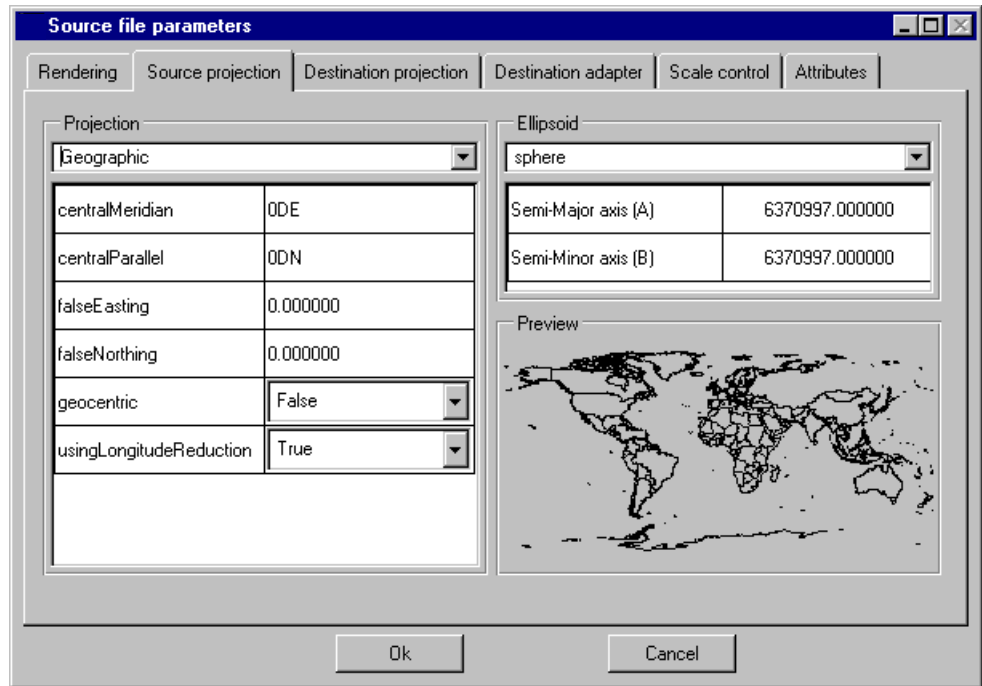 Source file parameters
Rendering
Source projection
Destination projection
Destination adapter
Scale control
Attributes
Projection
Geographic
centralMeridian 0DE
centralParallel 0DN
falseEasting 0.000000
falseNorthing 0.000000
geocentric False
usingLongitudeReduction True
Ellipsoid
sphere
Semi-Major axis (A) 6370997.000000
Semi-Minor axis (B) 6370997.000000
Preview
Ok
Cancel